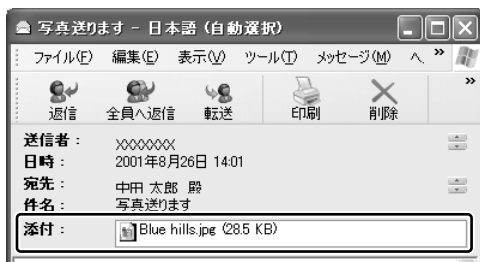 写真送ります - 日本語 (自動選択)
ファイル(F) 編集(E) 表示(V) ツール(T) メッセージ(M) ヘ »
返信 全員へ返信 転送 印刷 削除 »
送信者 : XXXXXXX
日時 : 2001年8月26日 14:01
宛先 : 中田 太郎 殿
件名 : 写真送ります
添付 : Blue hills.jpg (28.5 KB)